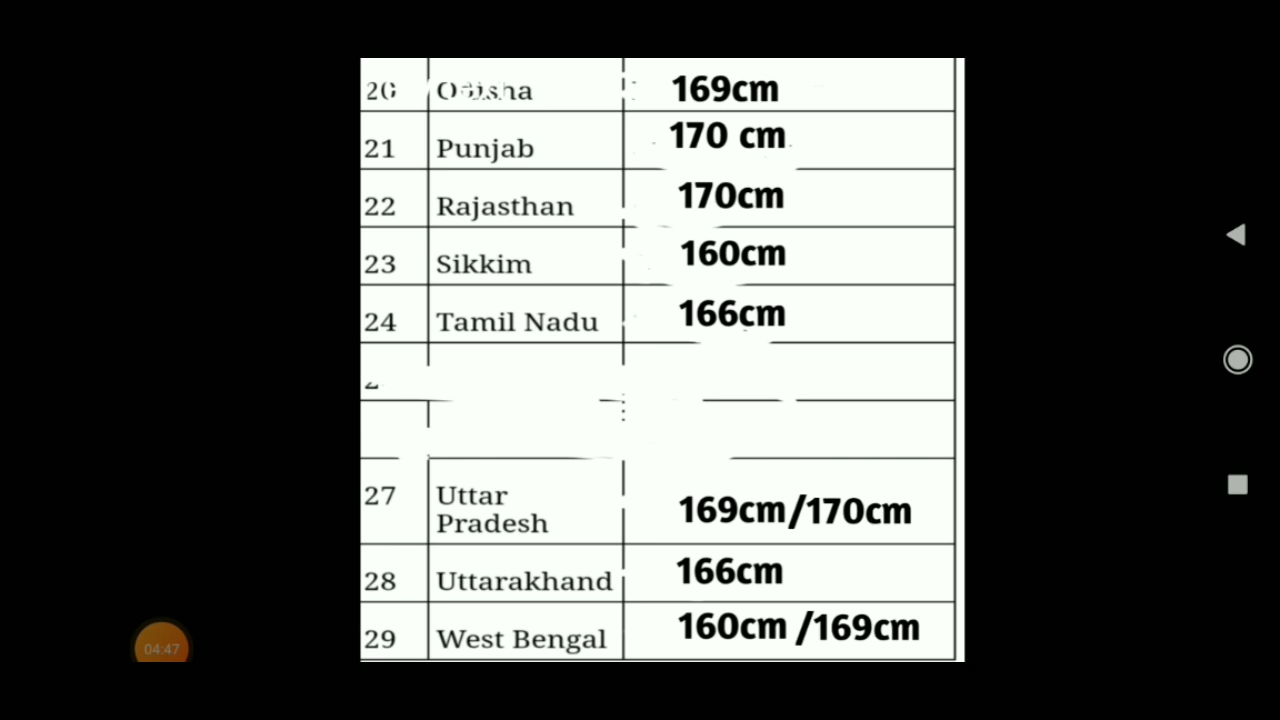 20 Odisha 169cm
21 Punjab 170 cm
22 Rajasthan 170cm
23 Sikkim 160cm
24 Tamil Nadu 166cm
27 Uttar Pradesh 169cm/170cm
28 Uttarakhand 166cm
29 West Bengal 160cm /169cm
04:47